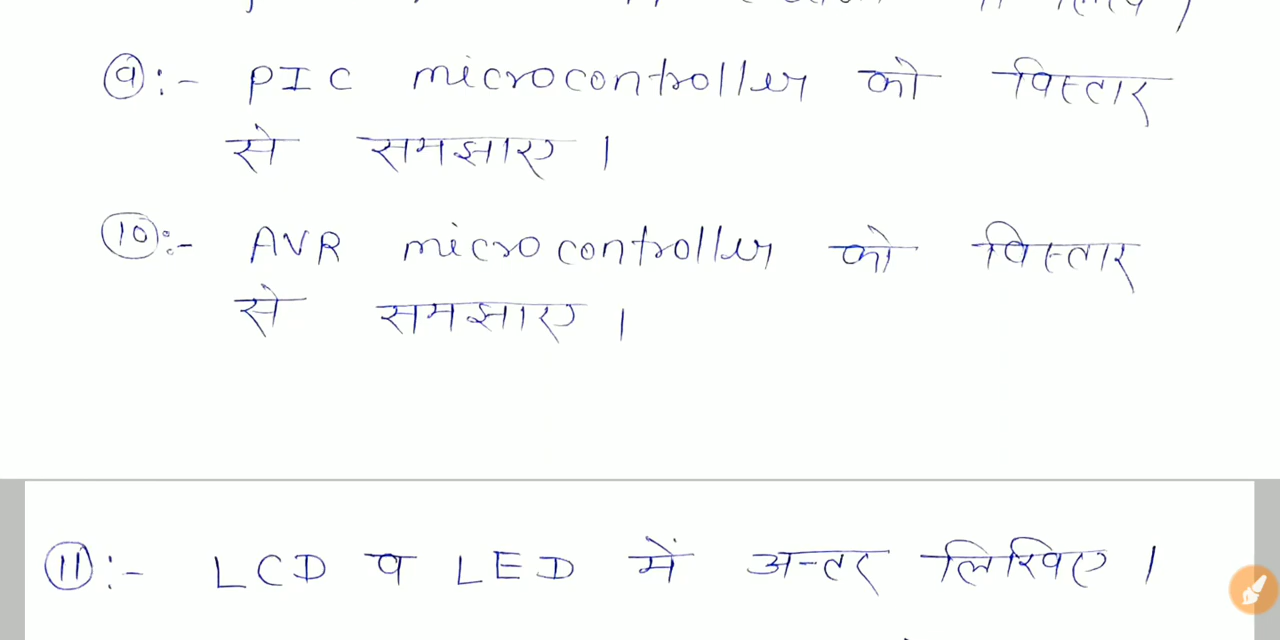 9:- PIC microcontroller को विस्तार
से समझाए ।
10:- AVR microcontroller को विस्तार
से समझाए ।
11:- LCD व LED में अन्तर लिखिए ।